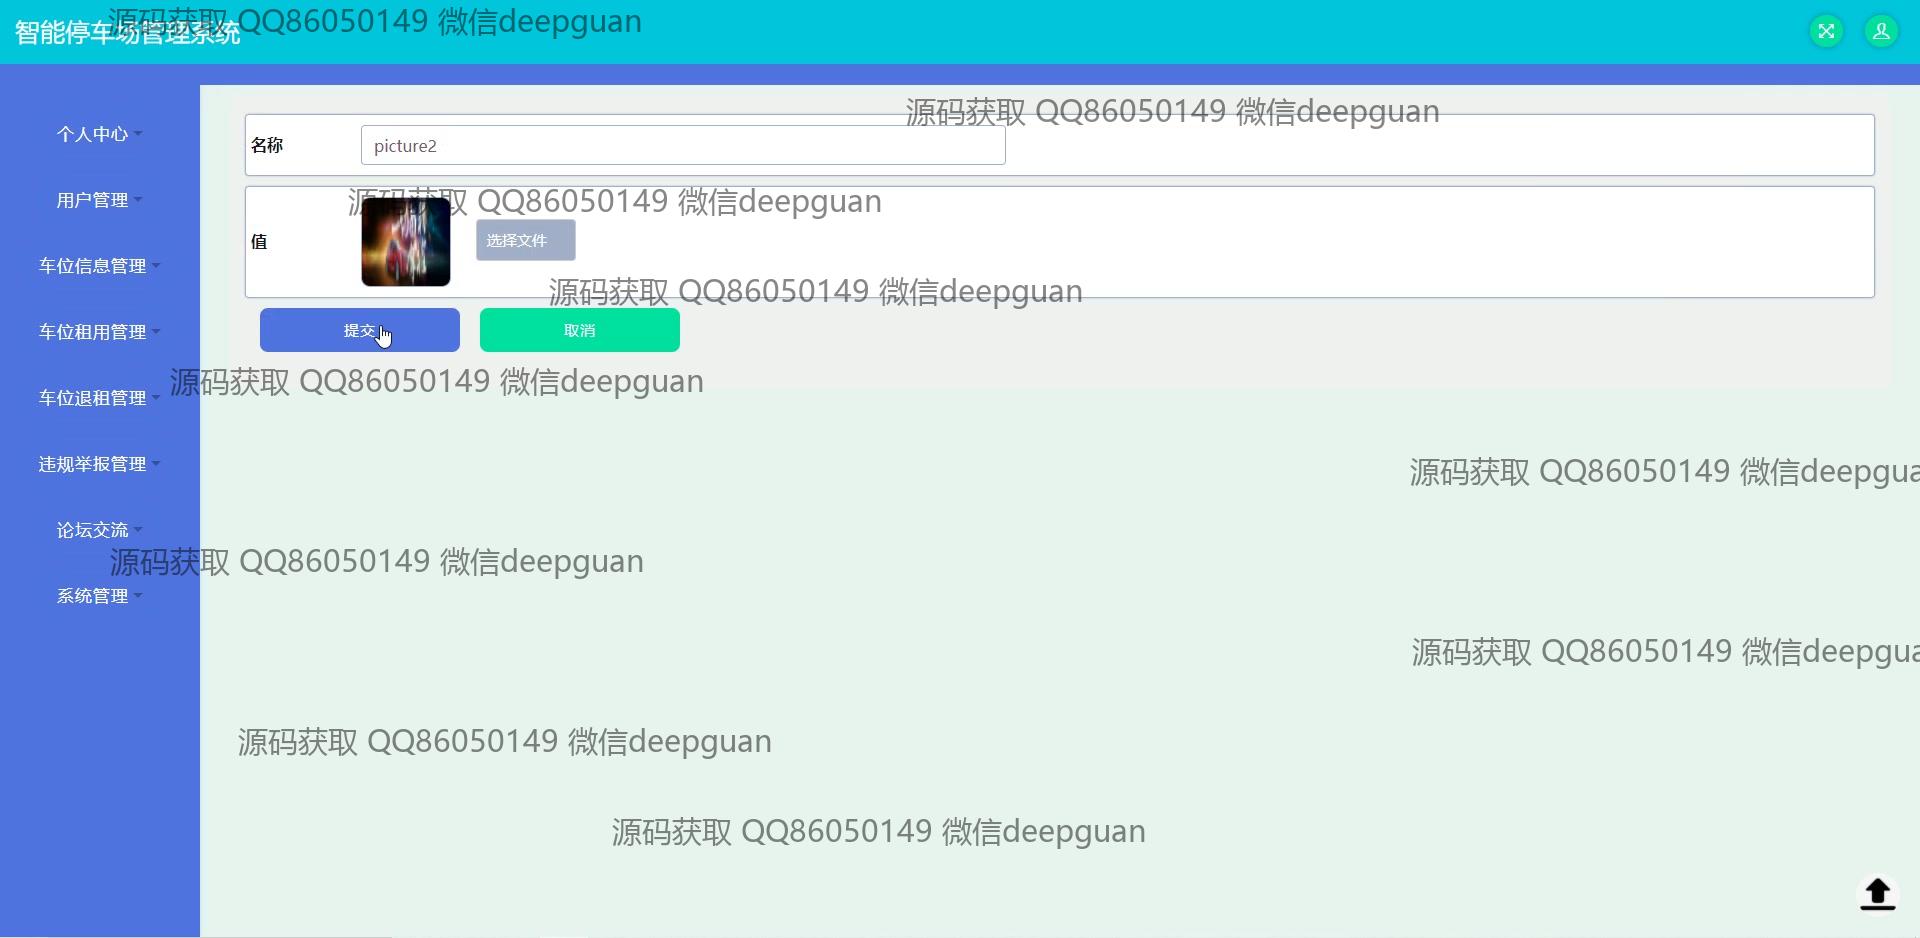 智能停车场管理系统
源码获取 QQ86050149 微信deepguan
源码获取 QQ86050149 微信deepguan
个人中心
名称
picture2
用户管理
源码获取 QQ86050149 微信deepguan
值
选择文件
车位信息管理
源码获取 QQ86050149 微信deepguan
车位租用管理
提交
取消
车位退租管理
源码获取 QQ86050149 微信deepguan
违规举报管理
源码获取 QQ86050149 微信deepgua
论坛交流
源码获取 QQ86050149 微信deepguan
系统管理
源码获取 QQ86050149 微信deepgua
源码获取 QQ86050149 微信deepguan
源码获取 QQ86050149 微信deepguan